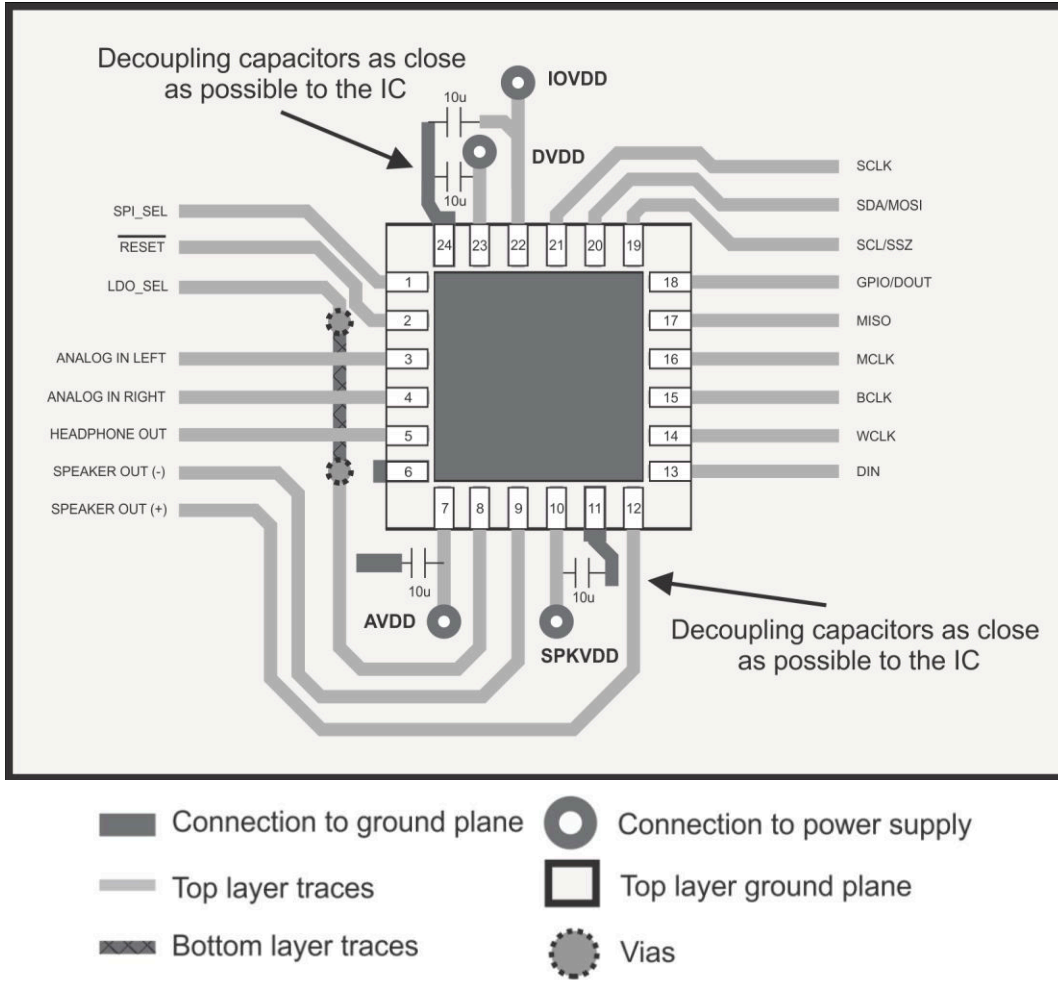 Decoupling capacitors as close
as possible to the IC
IOVDD
10u
DVDD
10u
SPI_SEL
RESET
LDO_SEL
ANALOG IN LEFT
ANALOG IN RIGHT
HEADPHONE OUT
SPEAKER OUT (-)
SPEAKER OUT (+)
24
23
22
21
20
19
1
2
3
4
5
6
18
17
16
15
14
13
7
8
9
10
11
12
SCLK
SDA/MOSI
SCL/SSZ
GPIO/DOUT
MISO
MCLK
BCLK
WCLK
DIN
10u
AVDD
10u
SPKVDD
Decoupling capacitors as close
as possible to the IC
Connection to ground plane
Connection to power supply
Top layer traces
Top layer ground plane
Bottom layer traces
Vias